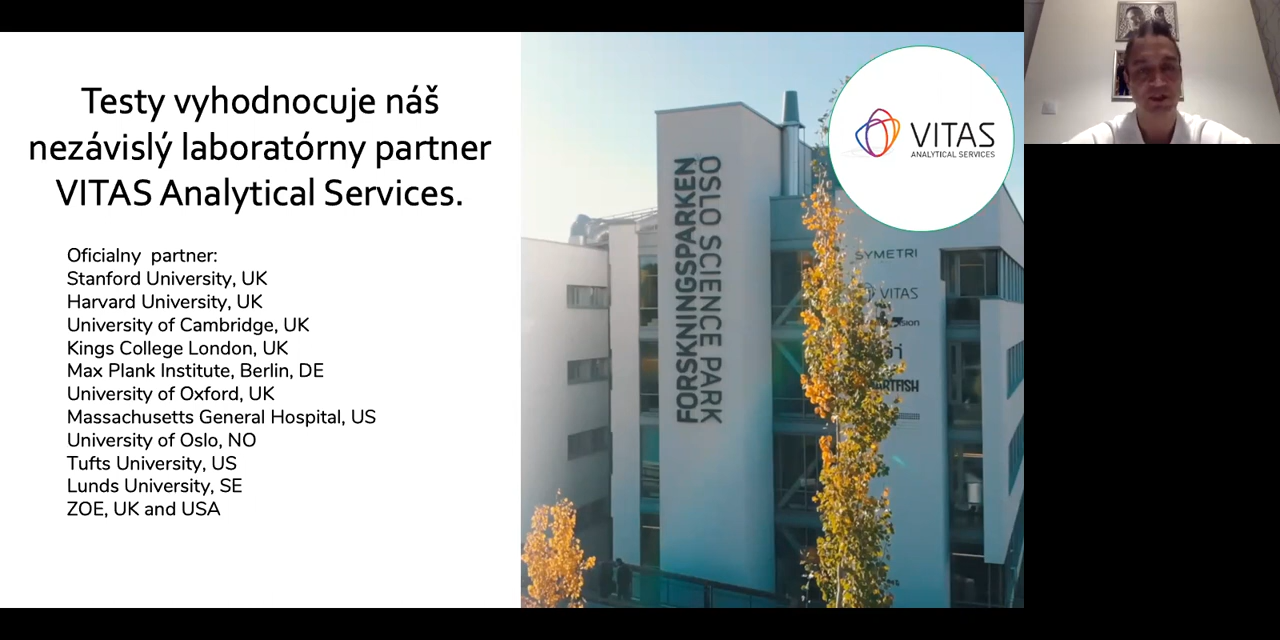 Testy vyhodnocuje náš
nezávislý laboratórny partner
VITAS Analytical Services.
Oficialny  partner:
Stanford University, UK
Harvard University, UK
University of Cambridge, UK
Kings College London, UK
Max Plank Institute, Berlin, DE
University of Oxford, UK
Massachusetts General Hospital, US
University of Oslo, NO
Tufts University, US
Lunds University, SE
ZOE, UK and USA
FORSKNINGSPARKEN
OSLO SCIENCE PARK
VITAS
ANALYTICAL SERVICES
SYMETRI
VITAS